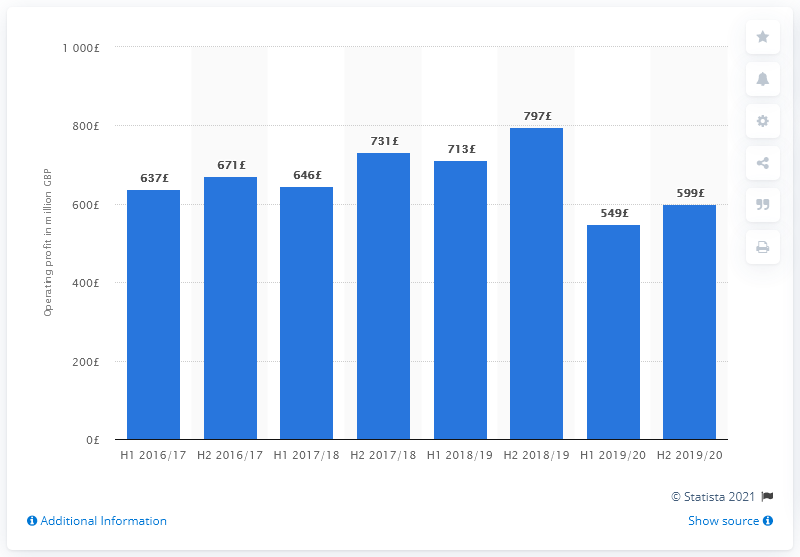 1 000£
800£
600£
400£
200£
0£
Operating profit in million GBP
637£
671£
646£
731£
713£
797£
549£
599£
H1 2016/17
H2 2016/17
H1 2017/18
H2 2017/18
H1 2018/19
H2 2018/19
H1 2019/20
H2 2019/20
© Statista 2021
Additional Information
Show source